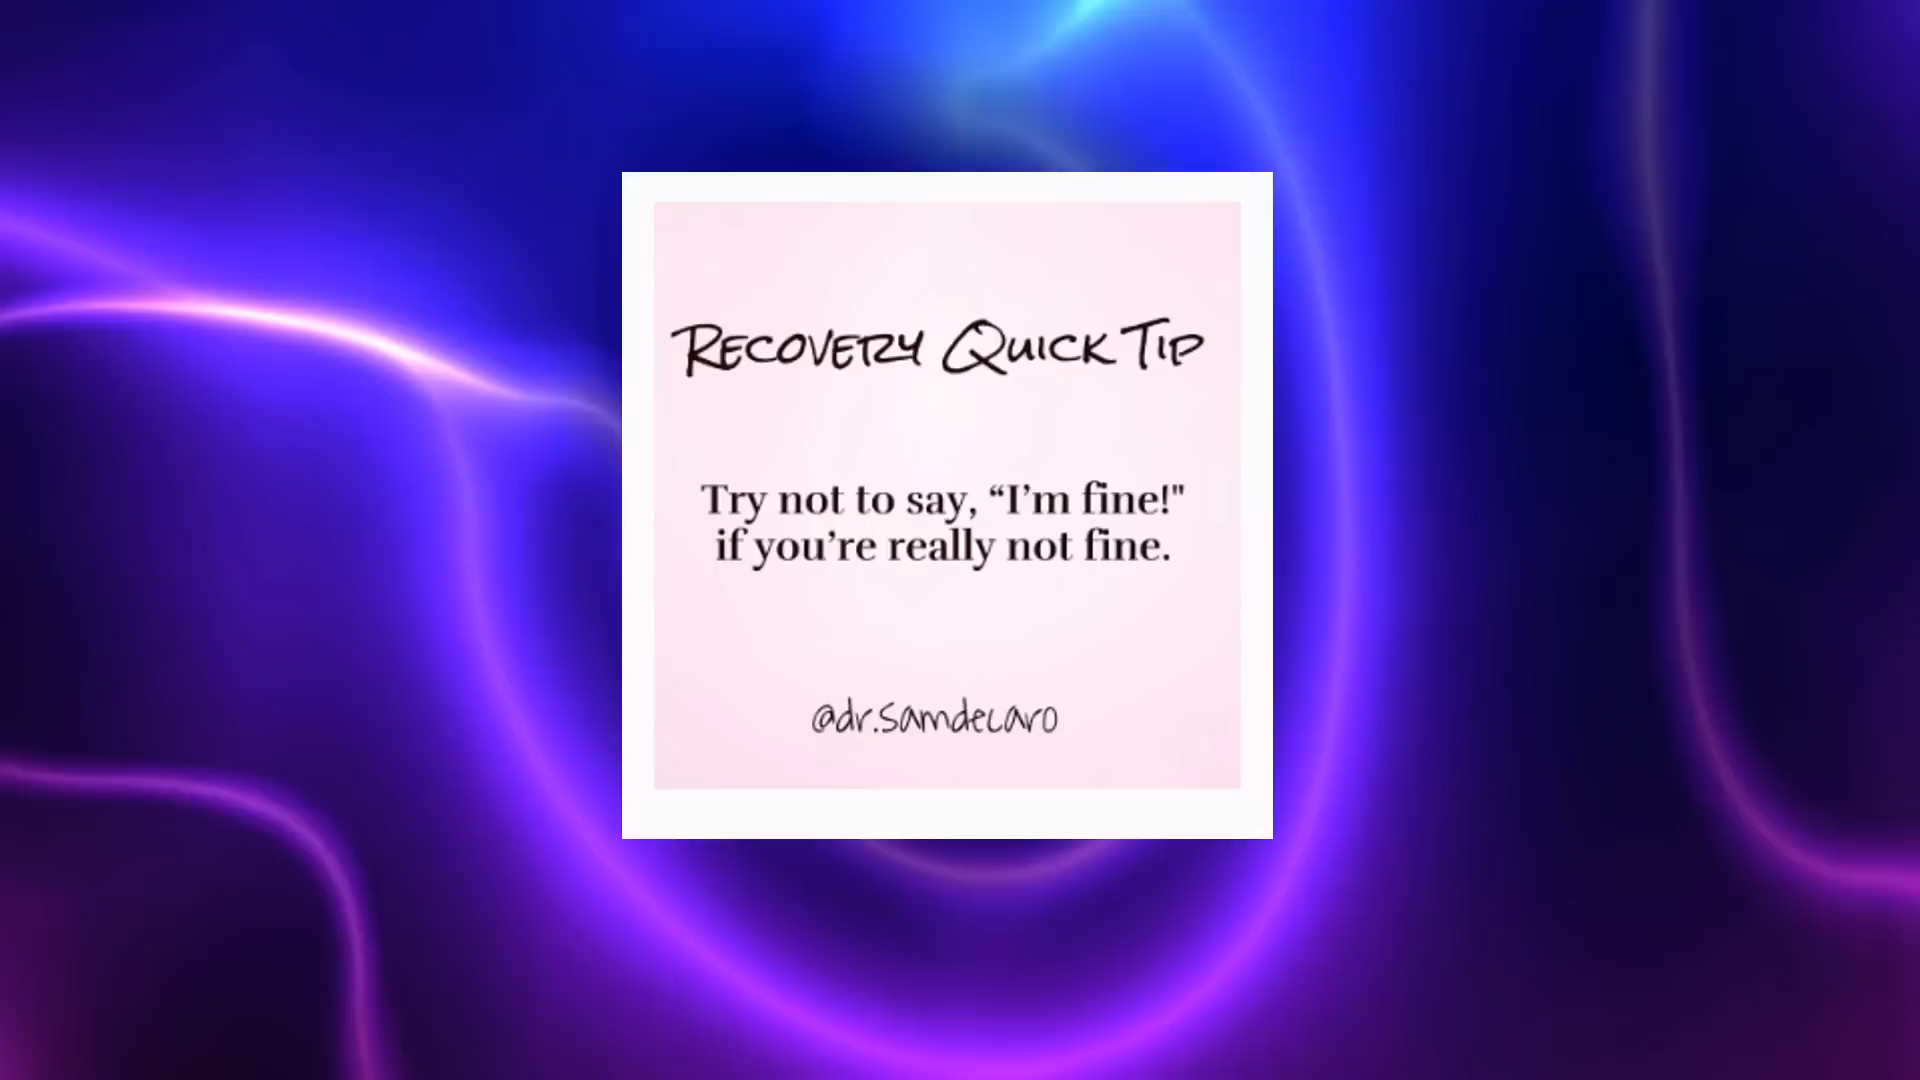 Recovery Quick Tip
Try not to say, “I’m fine!"
if you’re really not fine.
@dr.samdecaro